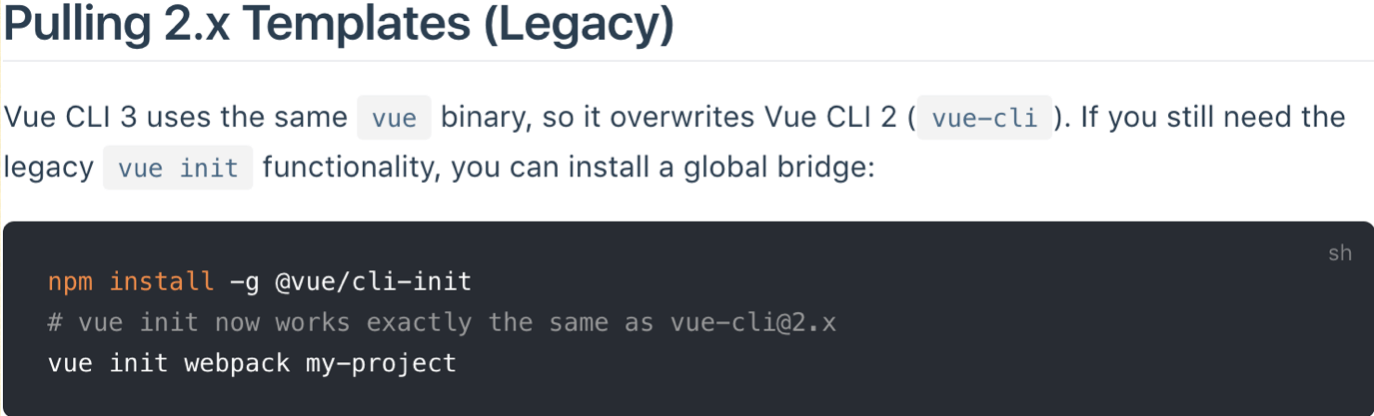 Pulling 2.x Templates (Legacy)
Vue CLI 3 uses the same vue binary, so it overwrites Vue CLI 2 ( vue-cli ). If you still need the
legacy vue init functionality, you can install a global bridge:
sh
npm install -g @vue/cli-init
# vue init now works exactly the same as vue-cli@2.x
vue init webpack my-project